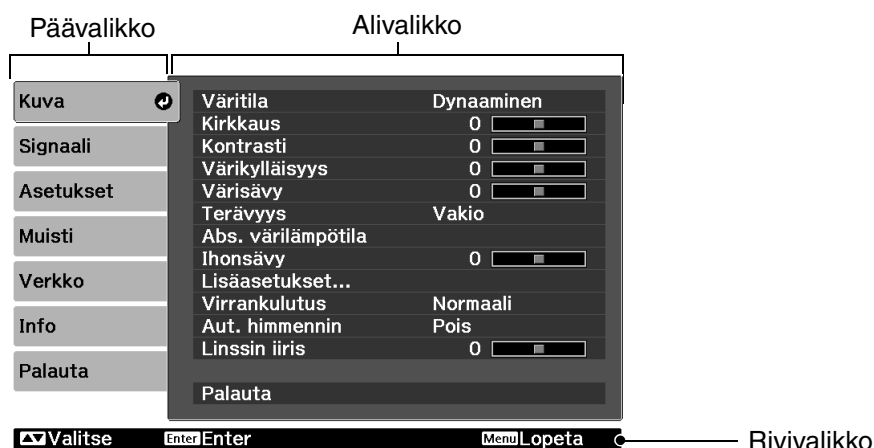 Päävalikko
Alivalikko
Kuva
Signaali
Asetukset
Muisti
Verkko
Info
Palauta
Väritila Dynaaminen
Kirkkaus 0
Kontrasti 0
Värikylläisyys 0
Värisävy 0
Terävyys Vakio
Abs. värilämpötila
Ihonsävy 0
Lisäasetukset...
Virrankulutus Normaali
Aut. himmennin Pois
Linssin iiris 0
Palauta
Valitse Enter Enter Menu Lopeta
Rivivalikko